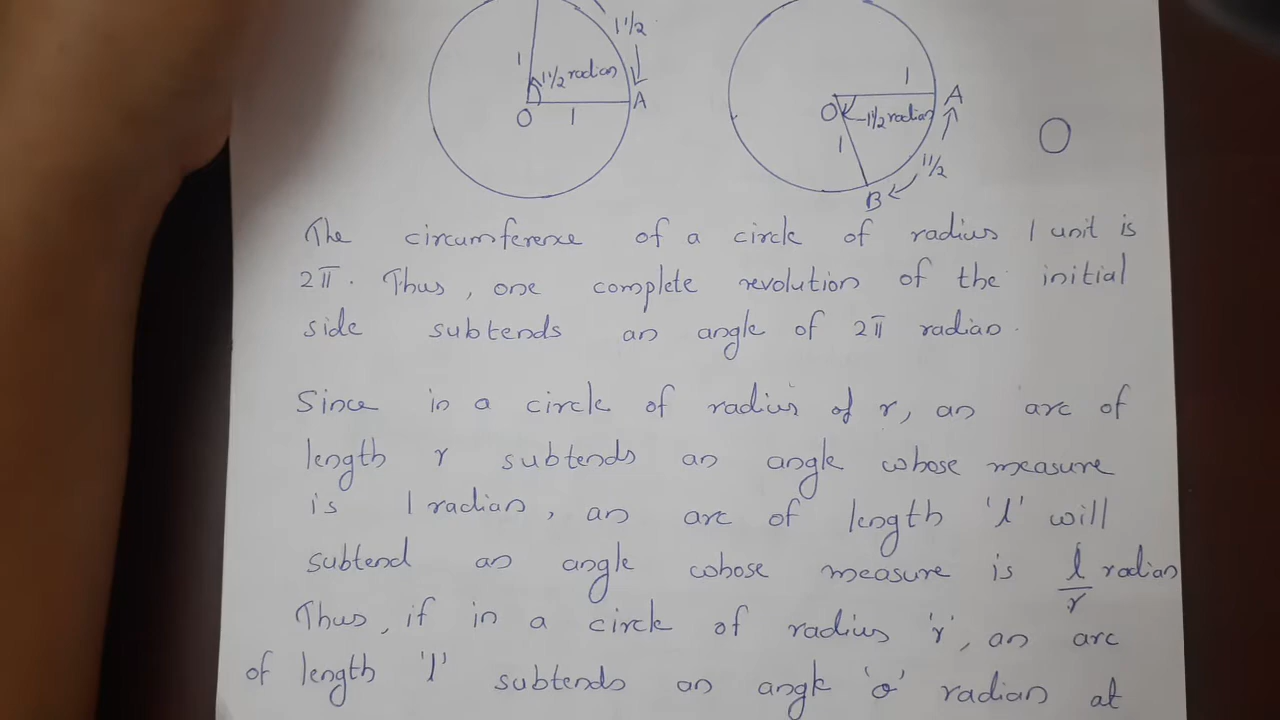 1 1½
1½ radian
O 1 A
1
O -1½ radian A
1 1½
B
O
The circumference of a circle of radius 1 unit is
2π. Thus, one complete revolution of the initial
side subtends an angle of 2π radian.
Since in a circle of radius of r, an arc of
length r subtends an angle whose measure
is 1 radian, an arc of length 'l' will
subtend an angle whose measure is l/r radian
Thus, if in a circle of radius 'r', an arc
of length 'l' subtends an angle 'θ' radian at